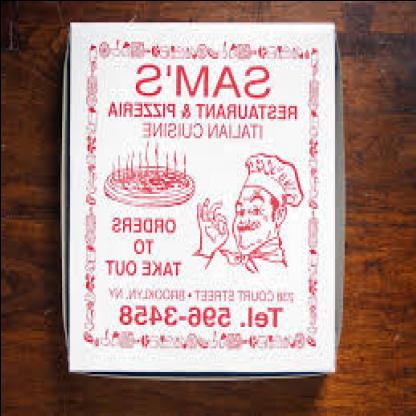 SAM'S
RESTAURANT & PIZZERIA
ITALIAN CUISINE
ORDERS
TO
TAKE OUT
238 COURT STREET • BROOKLYN, NY
Tel. 596-3458